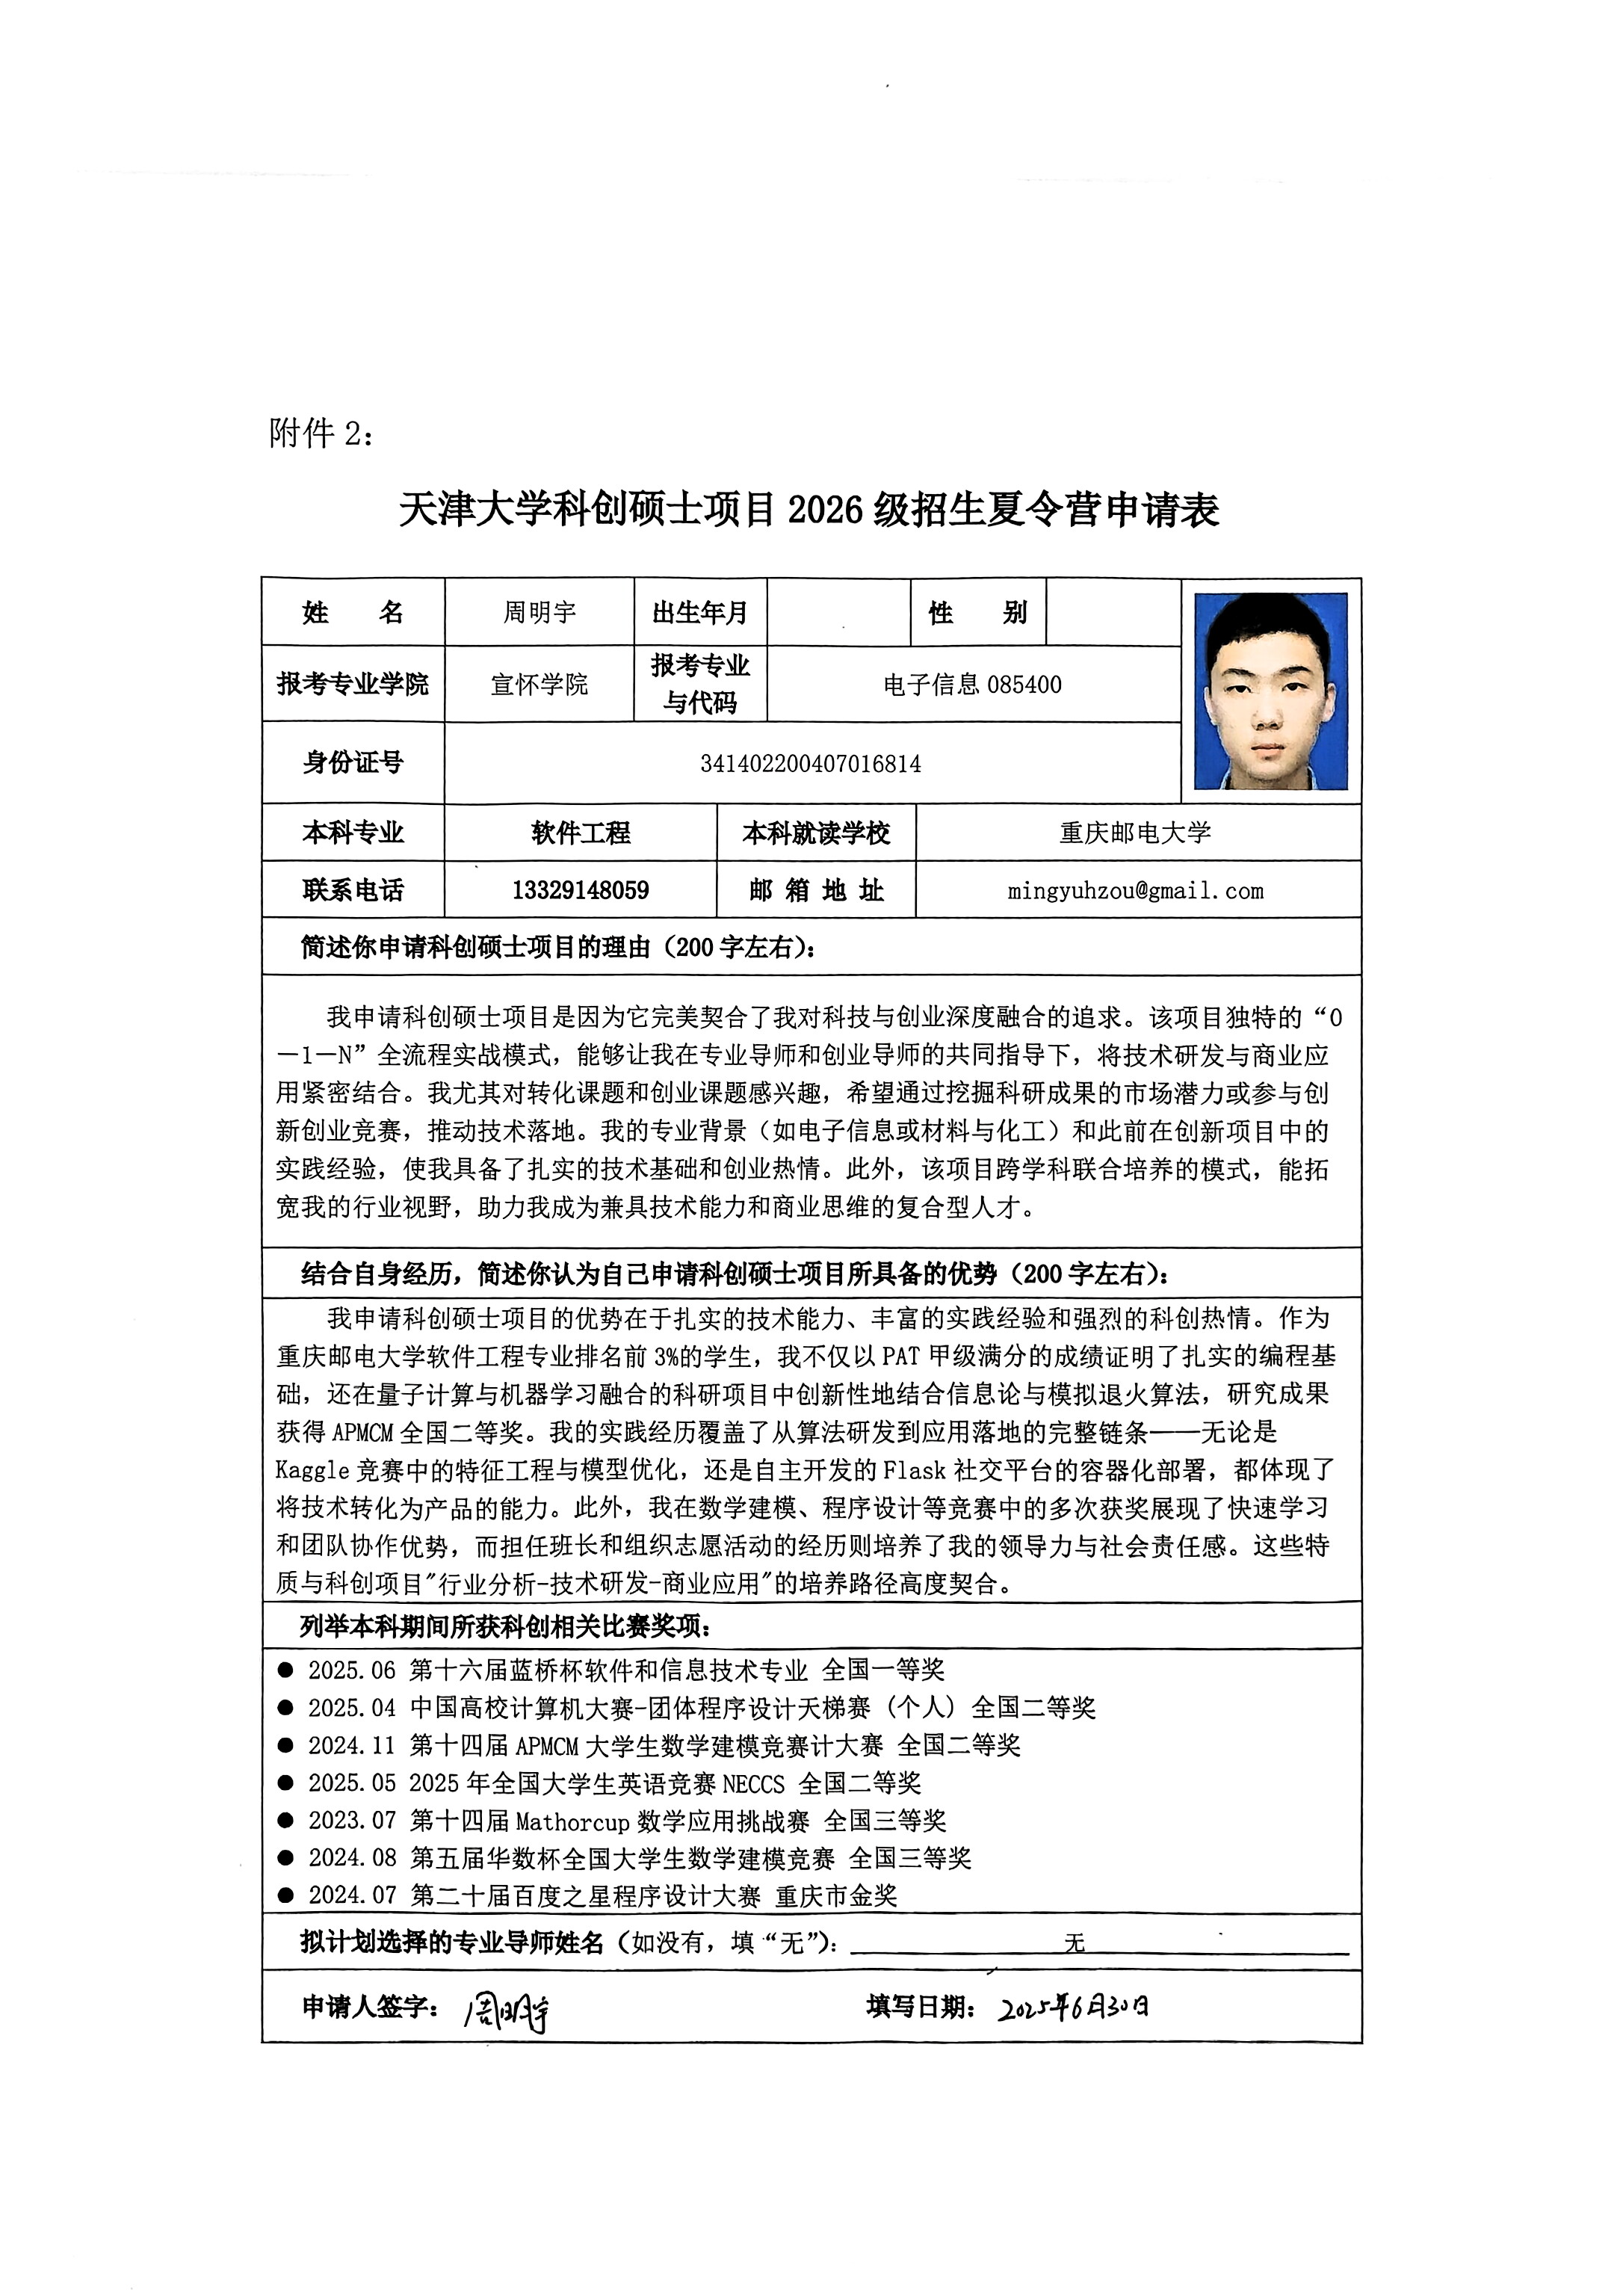 附件 2：
天津大学科创硕士项目 2026 级招生夏令营申请表
姓 名 周明宇 出生年月 性 别
报考专业学院 宣怀学院 报考专业与代码 电子信息 085400
身份证号 341402200407016814
本科专业 软件工程 本科就读学校 重庆邮电大学
联系电话 13329148059 邮 箱 地 址 mingyuhzou@gmail.com
简述你申请科创硕士项目的理由（200 字左右）：
我申请科创硕士项目是因为它完美契合了我对科技与创业深度融合的追求。该项目独特的“0
—1—N”全流程实战模式，能够让我在专业导师和创业导师的共同指导下，将技术研发与商业应
用紧密结合。我尤其对转化课题和创业课题感兴趣，希望通过挖掘科研成果的市场潜力或参与创
新创业竞赛，推动技术落地。我的专业背景（如电子信息或材料与化工）和此前在创新项目中的
实践经验，使我具备了扎实的技术基础和创业热情。此外，该项目跨学科联合培养的模式，能拓
宽我的行业视野，助力我成为兼具技术能力和商业思维的复合型人才。
结合自身经历，简述你认为自己申请科创硕士项目所具备的优势（200 字左右）：
我申请科创硕士项目的优势在于扎实的技术能力、丰富的实践经验和强烈的科创热情。作为
重庆邮电大学软件工程专业排名前 3%的学生，我不仅以 PAT 甲级满分的成绩证明了扎实的编程基
础，还在量子计算与机器学习融合的科研项目中创新性地结合信息论与模拟退火算法，研究成果
获得 APMCM 全国二等奖。我的实践经历覆盖了从算法研发到应用落地的完整链条——无论是
Kaggle 竞赛中的特征工程与模型优化，还是自主开发的 Flask 社交平台的容器化部署，都体现了
将技术转化为产品的能力。此外，我在数学建模、程序设计等竞赛中的多次获奖展现了快速学习
和团队协作优势，而担任班长和组织志愿活动的经历则培养了我的领导力与社会责任感。这些特
质与科创项目"行业分析-技术研发-商业应用"的培养路径高度契合。
列举本科期间所获科创相关比赛奖项：
● 2025.06 第十六届蓝桥杯软件和信息技术专业 全国一等奖
● 2025.04 中国高校计算机大赛-团体程序设计天梯赛（个人）全国二等奖
● 2024.11 第十四届 APMCM 大学生数学建模竞赛计大赛 全国二等奖
● 2025.05 2025 年全国大学生英语竞赛 NECCS 全国二等奖
● 2023.07 第十四届 Mathorcup 数学应用挑战赛 全国三等奖
● 2024.08 第五届华数杯全国大学生数学建模竞赛 全国三等奖
● 2024.07 第二十届百度之星程序设计大赛 重庆市金奖
拟计划选择的专业导师姓名（如没有，填“无”）： 无
申请人签字： 周明宇 填写日期： 2025年6月30日